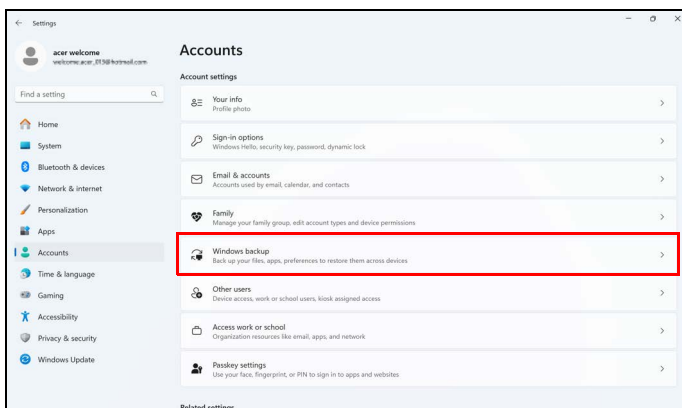 Settings
acer welcome
Accounts
Account settings
Find a setting
Your info
Profile photo
Home
System
Bluetooth & devices
Network & internet
Personalization
Apps
Accounts
Time & language
Gaming
Accessibility
Privacy & security
Windows Update
Sign-in options
Windows Hello, security key, password, dynamic lock
Email & accounts
Accounts used by email, calendar, and contacts
Family
Manage your family group, edit account types and device permissions
Windows backup
Back up your files, apps, preferences to restore them across devices
Other users
Device access, work or school users, kiosk assigned access
Access work or school
Organization resources like email, apps, and network
Passkey settings
Use your face, fingerprint, or PIN to sign in to apps and websites
Related settings